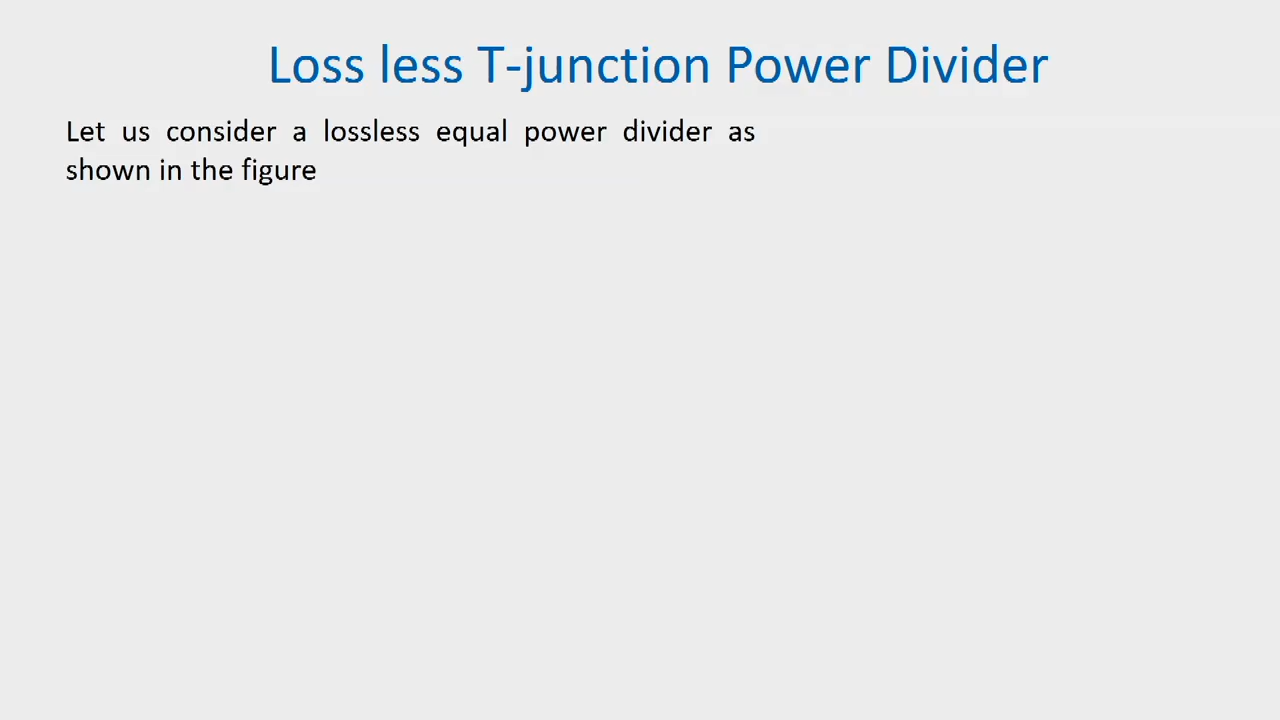 Loss less T-junction Power Divider
Let us consider a lossless equal power divider as
shown in the figure